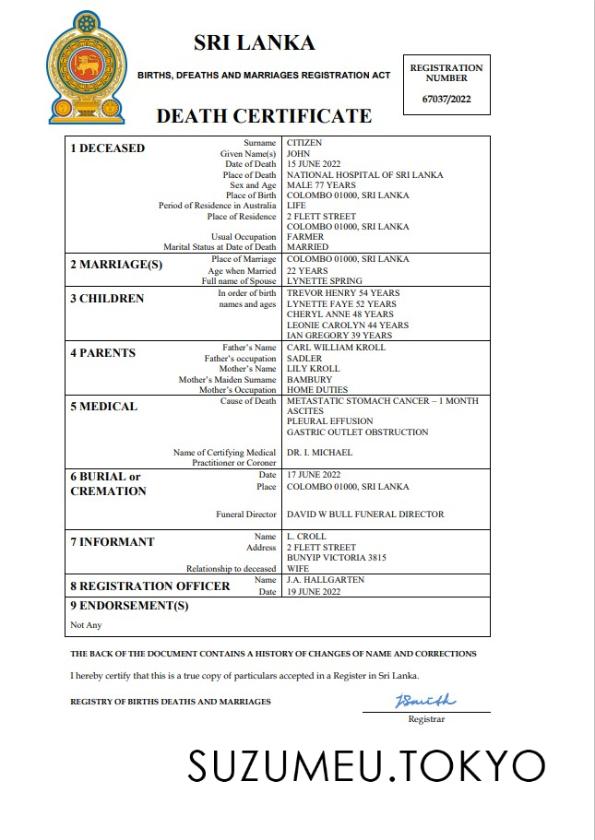 SRI LANKA
BIRTHS, DFEATHS AND MARRIAGES REGISTRATION ACT
REGISTRATION
NUMBER
67037/2022
DEATH CERTIFICATE
1 DECEASED
Surname CITIZEN
Given Name(s) JOHN
Date of Death 15 JUNE 2022
Place of Death NATIONAL HOSPITAL OF SRI LANKA
Sex and Age MALE 77 YEARS
Place of Birth COLOMBO 01000, SRI LANKA
Period of Residence in Australia LIFE
Place of Residence 2 FLETT STREET
COLOMBO 01000, SRI LANKA
Usual Occupation FARMER
Marital Status at Date of Death MARRIED
2 MARRIAGE(S)
Place of Marriage COLOMBO 01000, SRI LANKA
Age when Married 22 YEARS
Full name of Spouse LYNETTE SPRING
3 CHILDREN
In order of birth TREVOR HENRY 54 YEARS
names and ages LYNETTE FAYE 52 YEARS
CHERYL ANNE 48 YEARS
LEONIE CAROLYN 44 YEARS
IAN GREGORY 39 YEARS
4 PARENTS
Father's Name CARL WILLIAM KROLL
Father's occupation SADLER
Mother's Name LILY KROLL
Mother's Maiden Surname BAMBURY
Mother's Occupation HOME DUTIES
5 MEDICAL
Cause of Death METASTATIC STOMACH CANCER – 1 MONTH
ASCITES
PLEURAL EFFUSION
GASTRIC OUTLET OBSTRUCTION
Name of Certifying Medical DR. I. MICHAEL
Practitioner or Coroner
6 BURIAL or
CREMATION
Date 17 JUNE 2022
Place COLOMBO 01000, SRI LANKA
Funeral Director DAVID W BULL FUNERAL DIRECTOR
7 INFORMANT
Name L. CROLL
Address 2 FLETT STREET
BUNYIP VICTORIA 3815
Relationship to deceased WIFE
8 REGISTRATION OFFICER
Name J.A. HALLGARTEN
Date 19 JUNE 2022
9 ENDORSEMENT(S)
Not Any
THE BACK OF THE DOCUMENT CONTAINS A HISTORY OF CHANGES OF NAME AND CORRECTIONS
I hereby certify that this is a true copy of particulars accepted in a Register in Sri Lanka.
REGISTRY OF BIRTHS DEATHS AND MARRIAGES
JSmith
Registrar
SUZUMEU.TOKYO